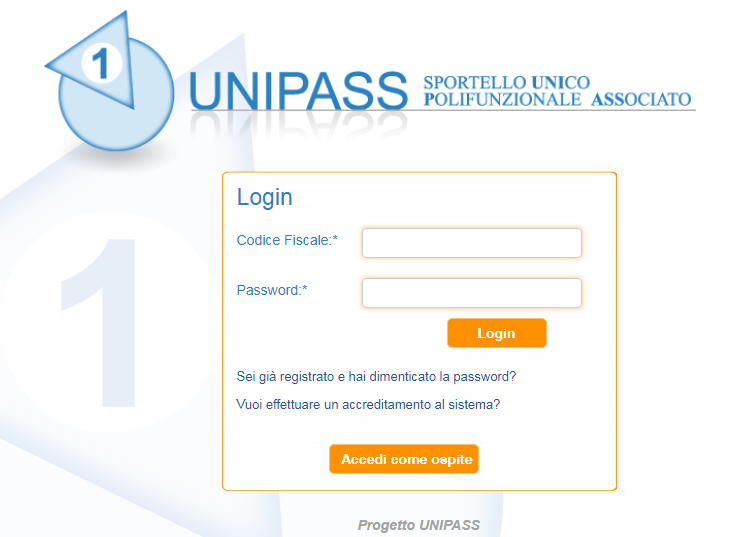 1
UNIPASS
SPORTELLO UNICO
POLIFUNZIONALE ASSOCIATO
1
Login
Codice Fiscale:*
Password:*
Login
Sei già registrato e hai dimenticato la password?
Vuoi effettuare un accreditamento al sistema?
Accedi come ospite
Progetto UNIPASS